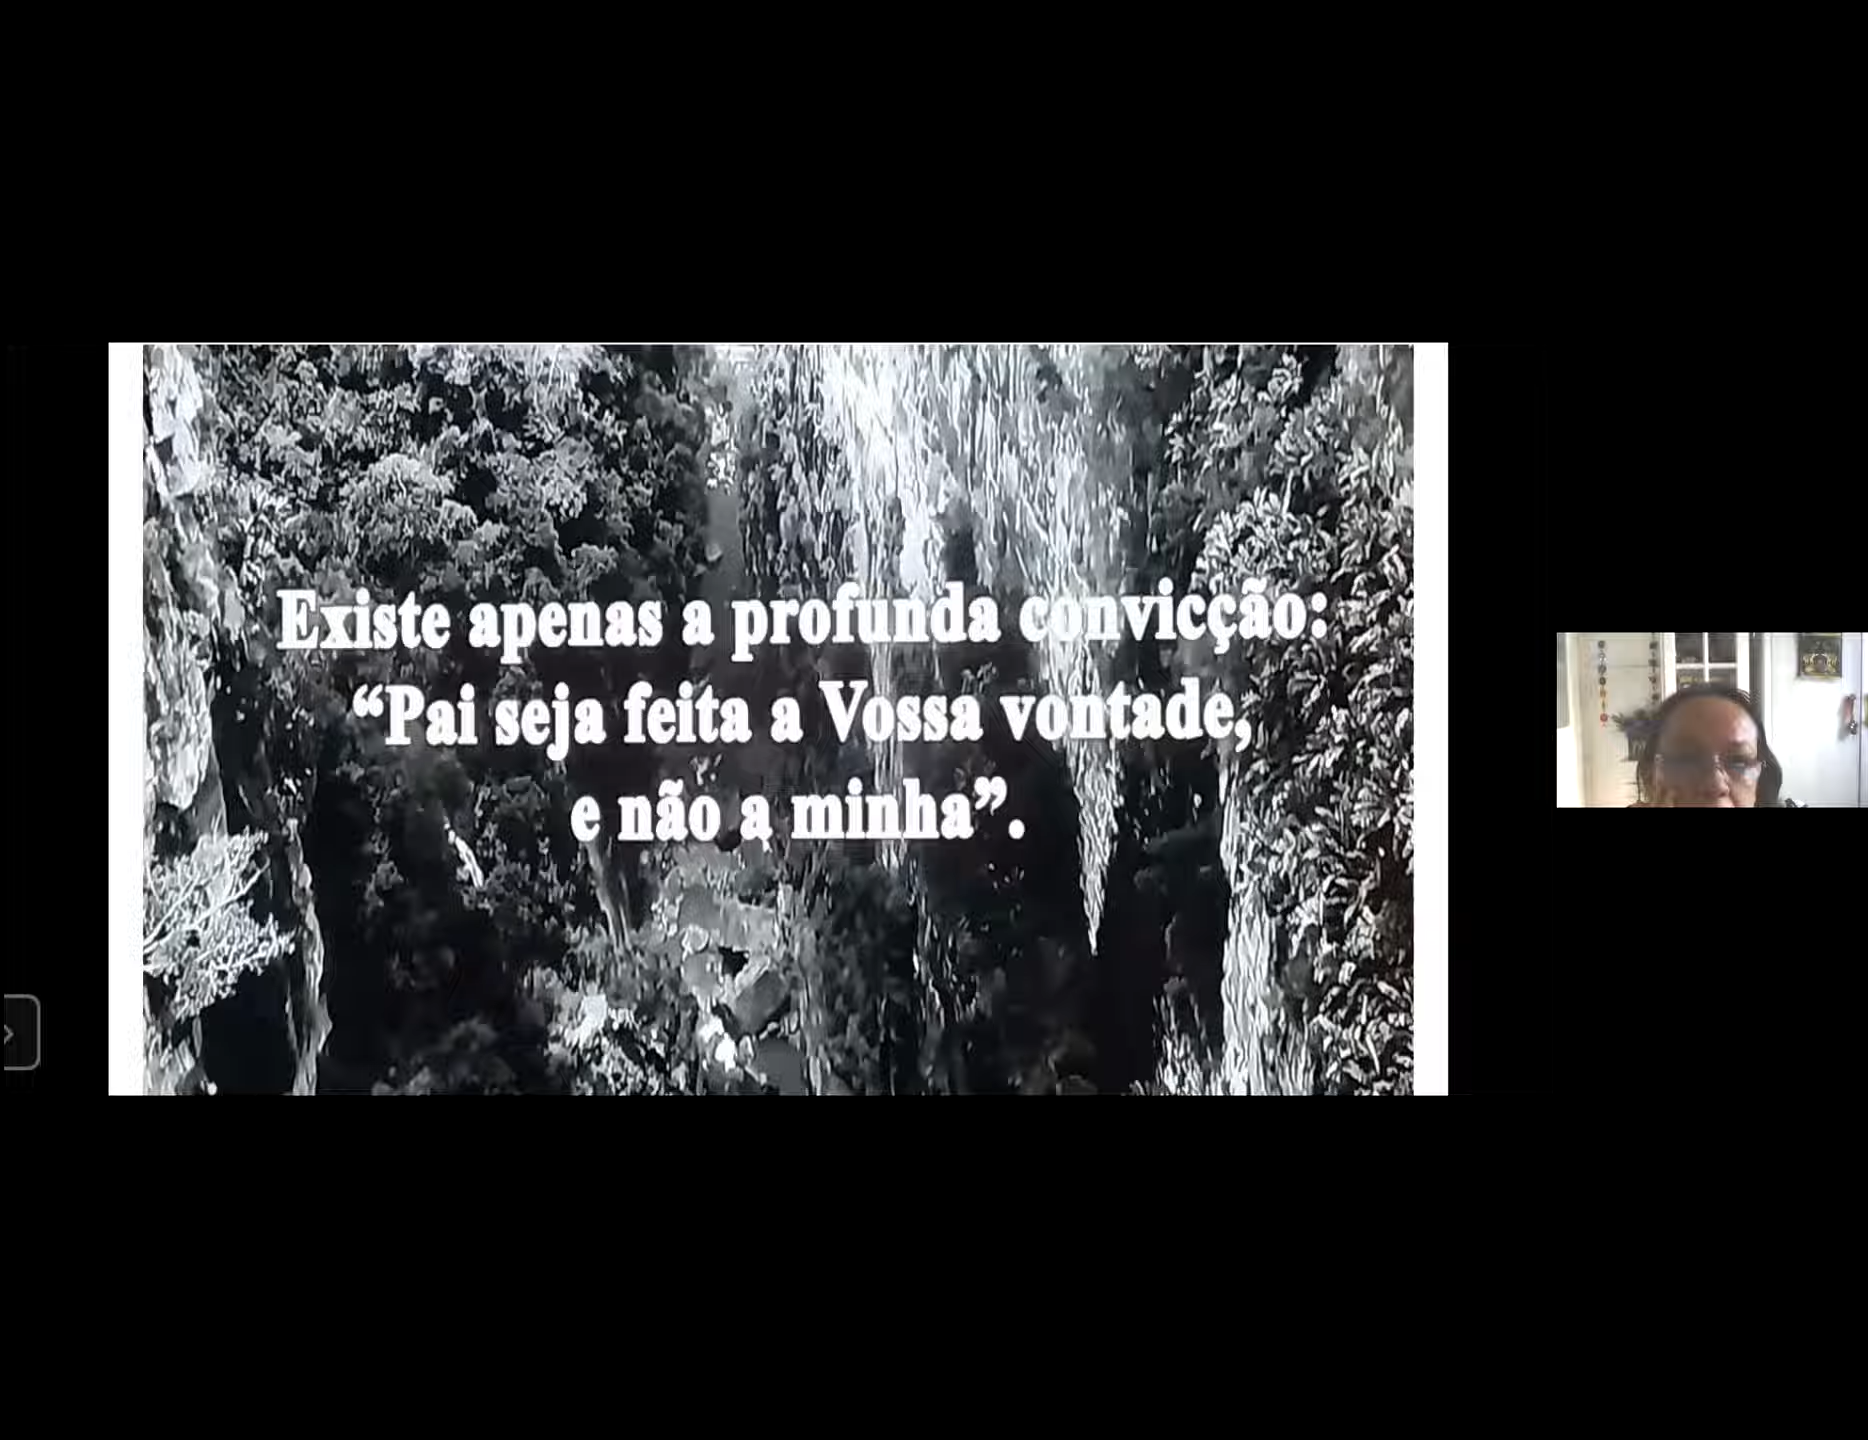 Existe apenas a profunda convicção:
“Pai seja feita a Vossa vontade,
e não a minha”.